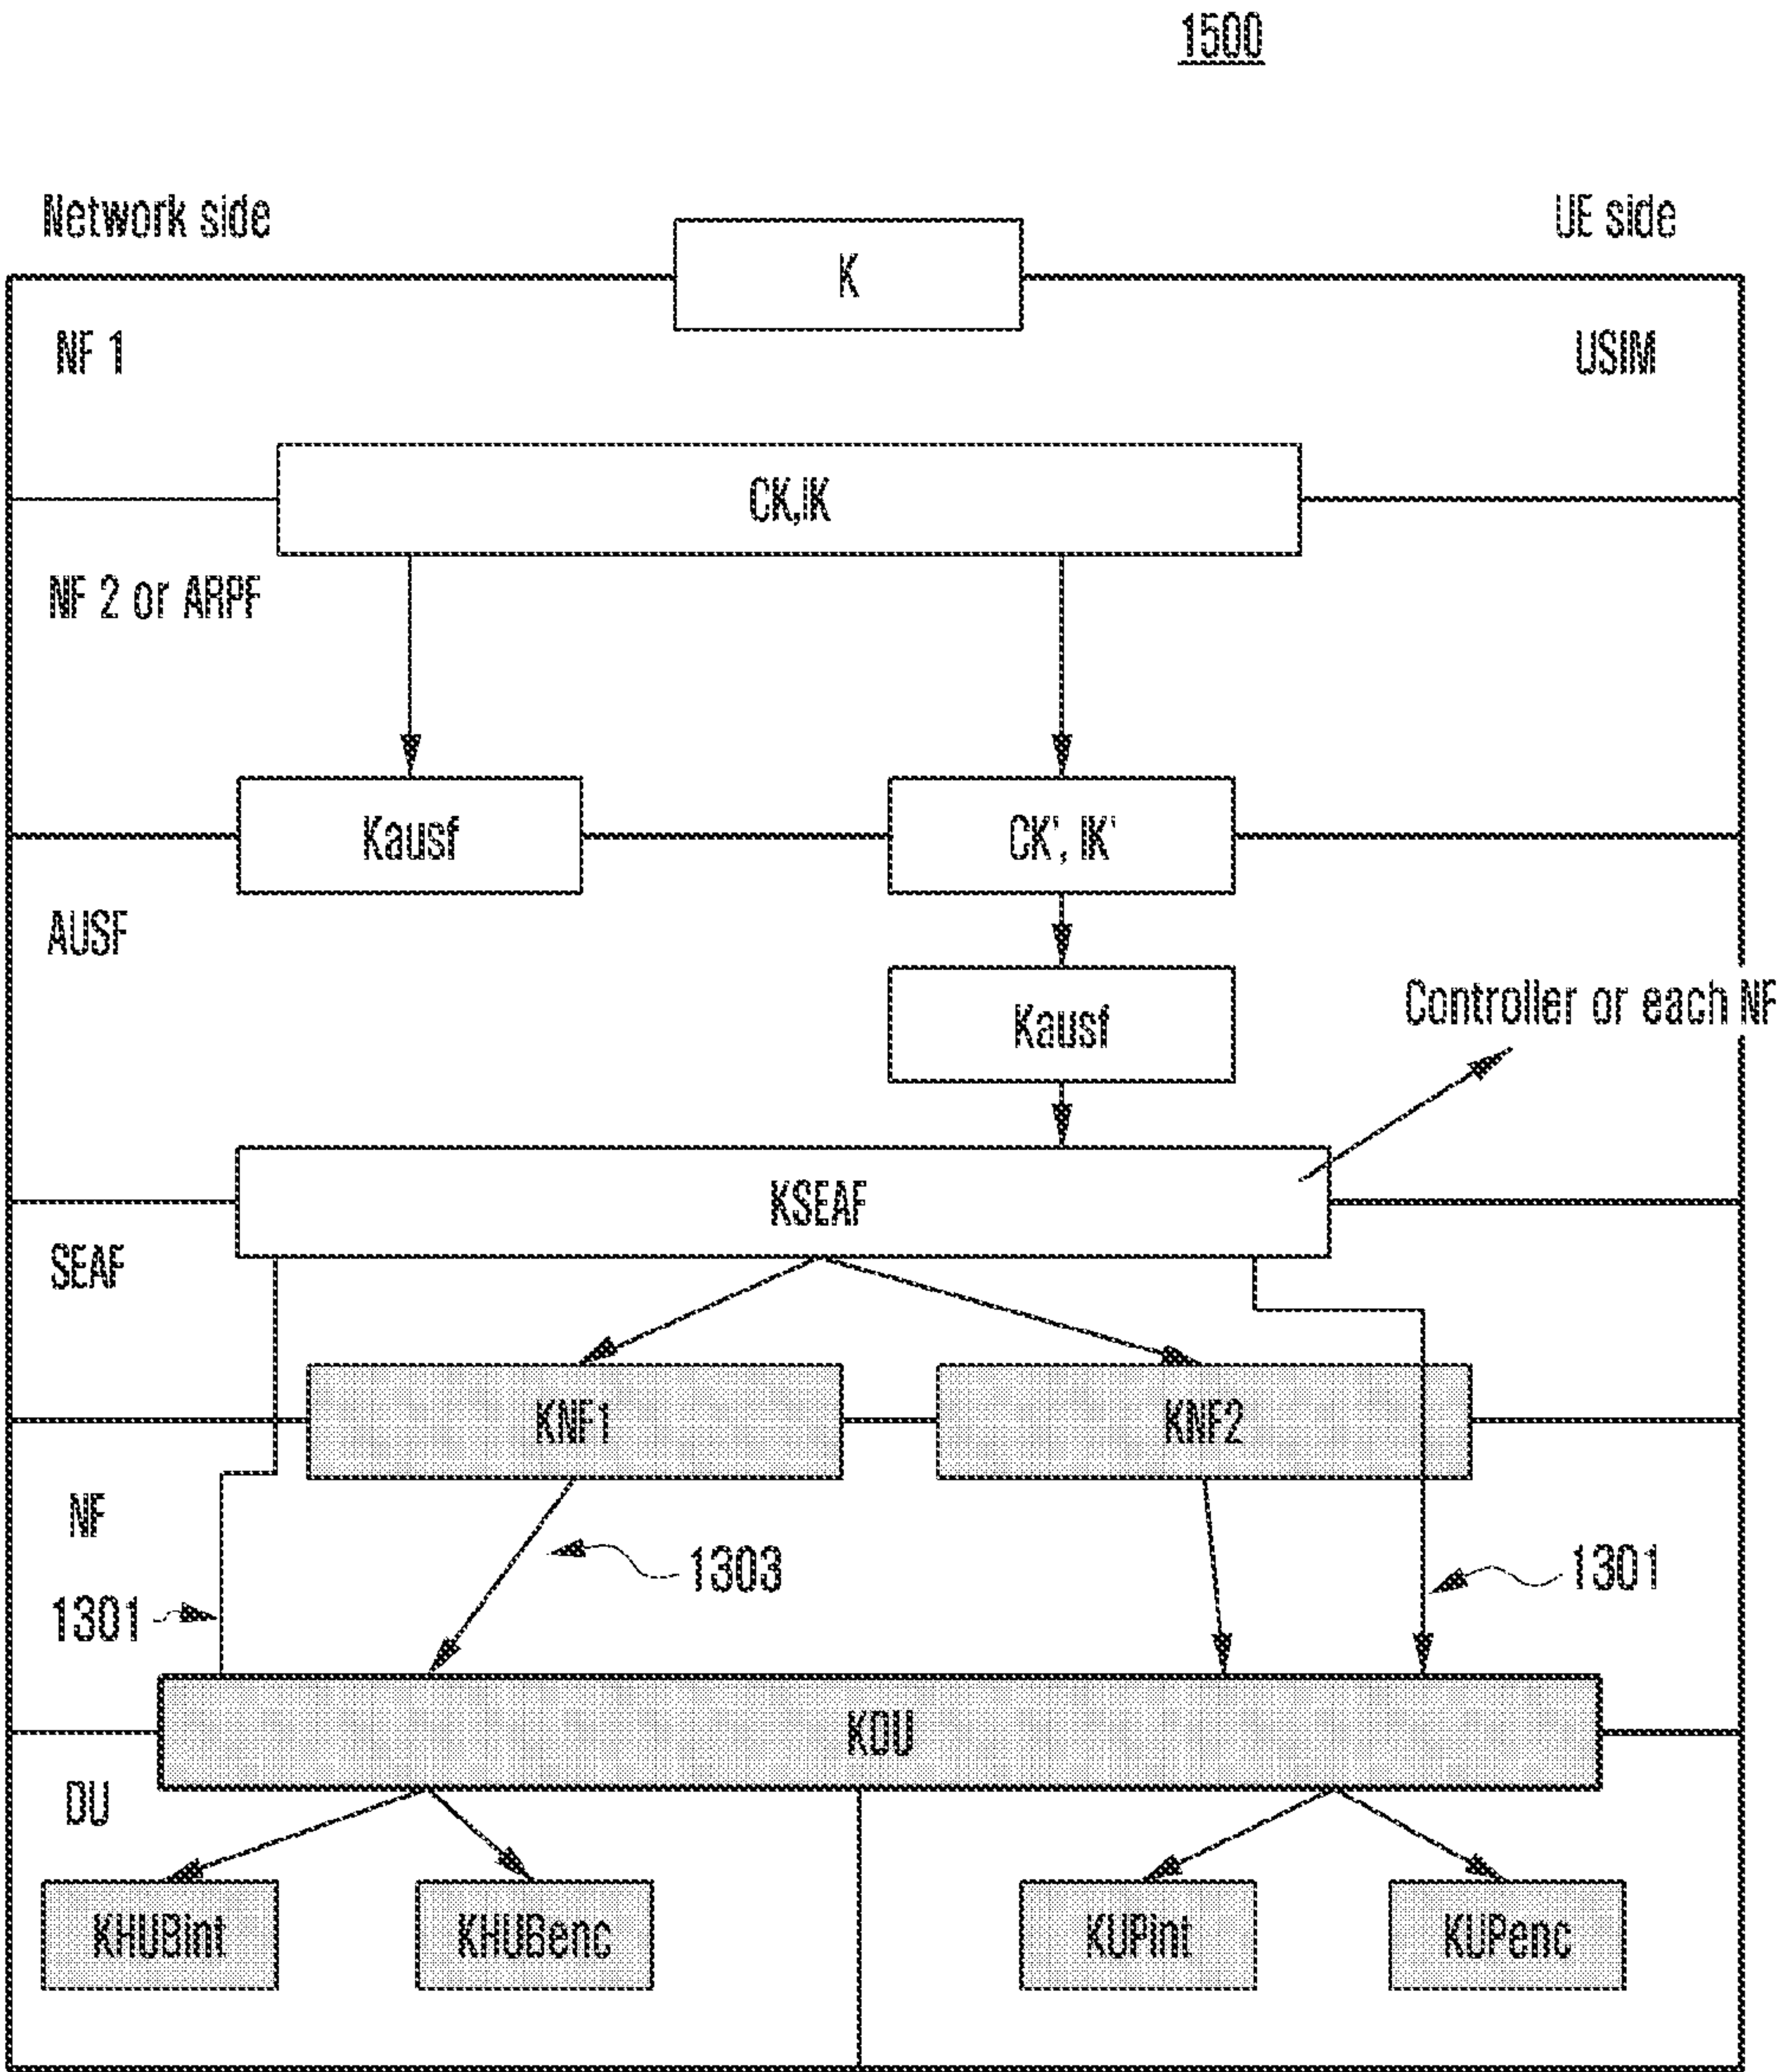 1500
Network side
UE side
K
NF 1
USIM
CK,IK
NF 2 or ARPF
Kausf
CK', IK'
AUSF
Kausf
Controller or each NF
KSEAF
SEAF
KNF1
KNF2
NF
1303
1301
1301
KDU
DU
KHUBint
KHUBenc
KUPint
KUPenc